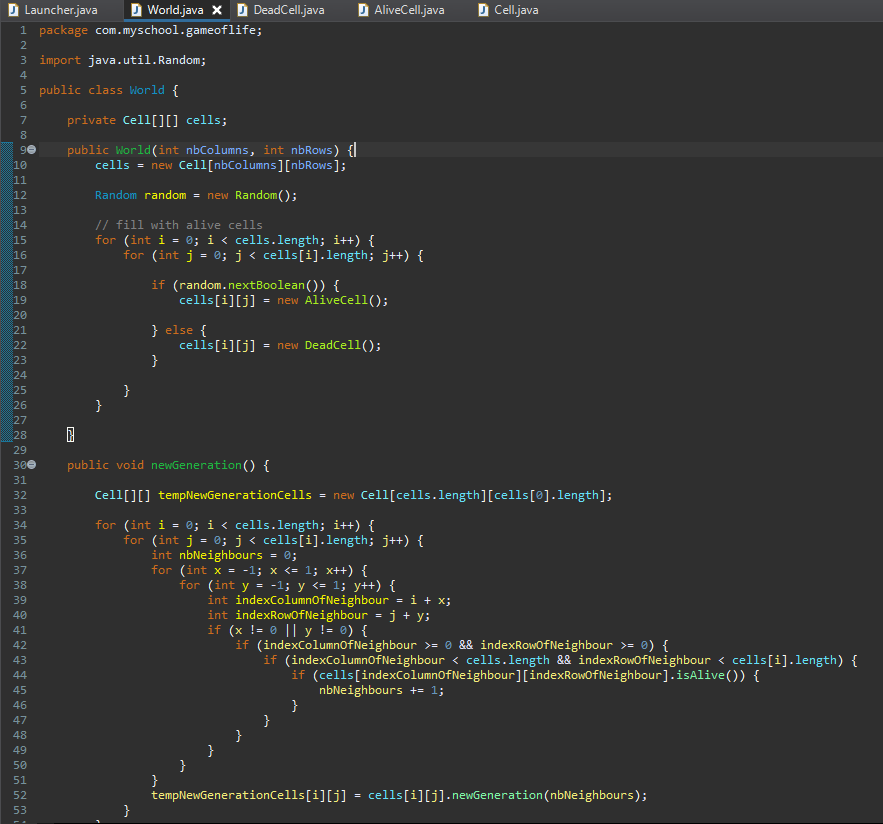 Launcher.java World.java DeadCell.java AliveCell.java Cell.java
1 package com.myschool.gameoflife;
2
3 import java.util.Random;
4
5 public class World {
6
7     private Cell[][] cells;
8
9     public World(int nbColumns, int nbRows) {
10         cells = new Cell[nbColumns][nbRows];
11
12         Random random = new Random();
13
14         // fill with alive cells
15         for (int i = 0; i < cells.length; i++) {
16             for (int j = 0; j < cells[i].length; j++) {
17
18                 if (random.nextBoolean()) {
19                     cells[i][j] = new AliveCell();
20
21                 } else {
22                     cells[i][j] = new DeadCell();
23                 }
24
25             }
26         }
27
28     }
29
30     public void newGeneration() {
31
32         Cell[][] tempNewGenerationCells = new Cell[cells.length][cells[0].length];
33
34         for (int i = 0; i < cells.length; i++) {
35             for (int j = 0; j < cells[i].length; j++) {
36                 int nbNeighbours = 0;
37                 for (int x = -1; x <= 1; x++) {
38                     for (int y = -1; y <= 1; y++) {
39                         int indexColumnOfNeighbour = i + x;
40                         int indexRowOfNeighbour = j + y;
41                         if (x != 0 || y != 0) {
42                             if (indexColumnOfNeighbour >= 0 && indexRowOfNeighbour >= 0) {
43                                 if (indexColumnOfNeighbour < cells.length && indexRowOfNeighbour < cells[i].length) {
44                                     if (cells[indexColumnOfNeighbour][indexRowOfNeighbour].isAlive()) {
45                                         nbNeighbours += 1;
46                                     }
47                                 }
48                             }
49                         }
50                     }
51                 }
52                 tempNewGenerationCells[i][j] = cells[i][j].newGeneration(nbNeighbours);
53             }